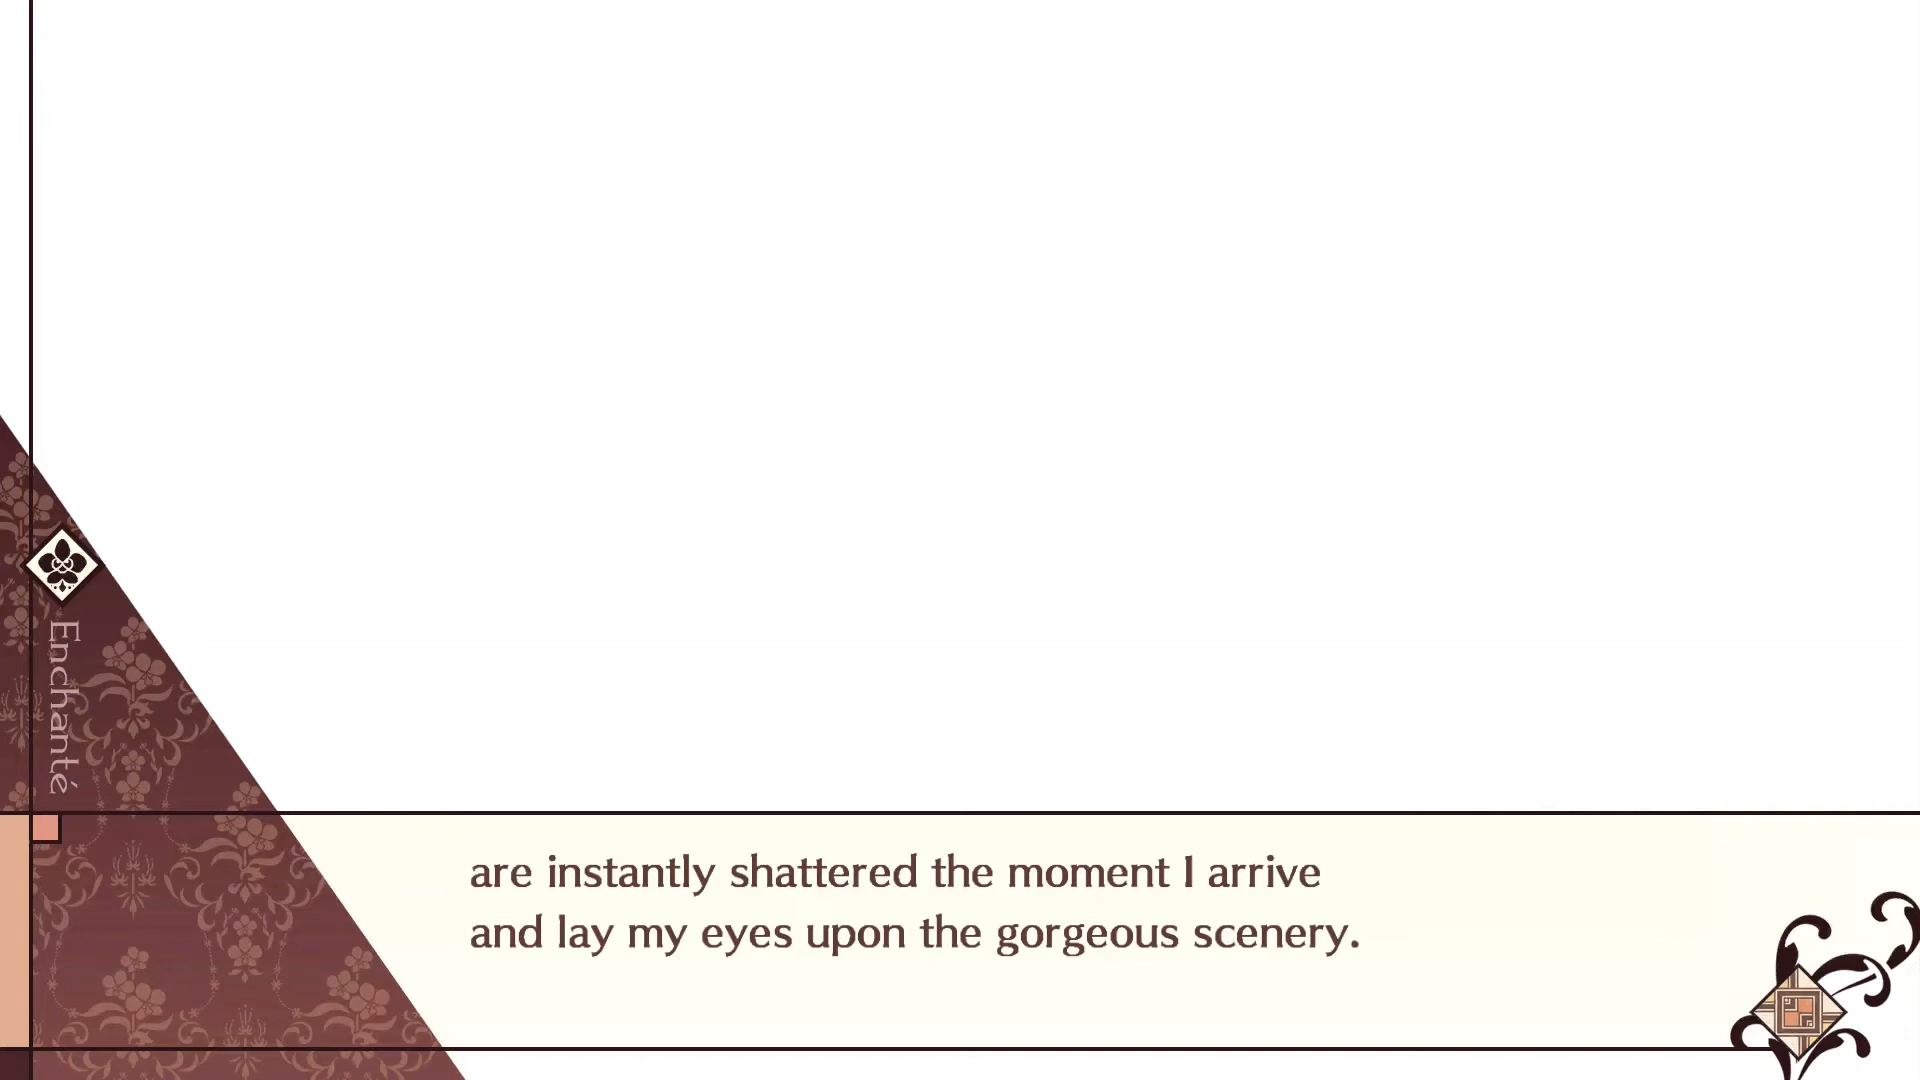 Enchanté
are instantly shattered the moment I arrive
and lay my eyes upon the gorgeous scenery.